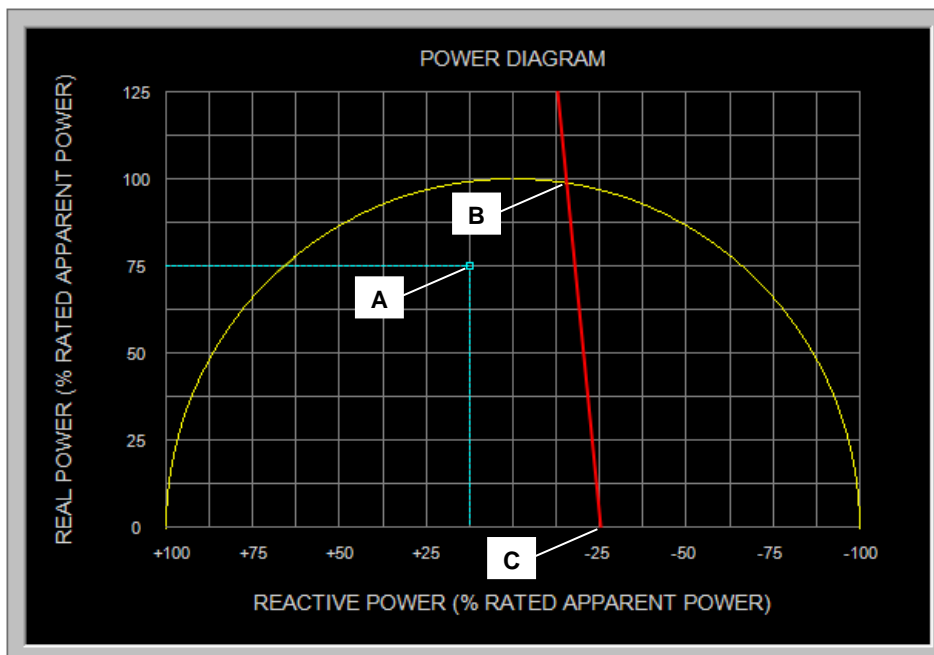 POWER DIAGRAM
REAL POWER (% RATED APPARENT POWER)
125
100
75
50
25
0
B
A
C
+100 +75 +50 +25 -25 -50 -75 -100
REACTIVE POWER (% RATED APPARENT POWER)